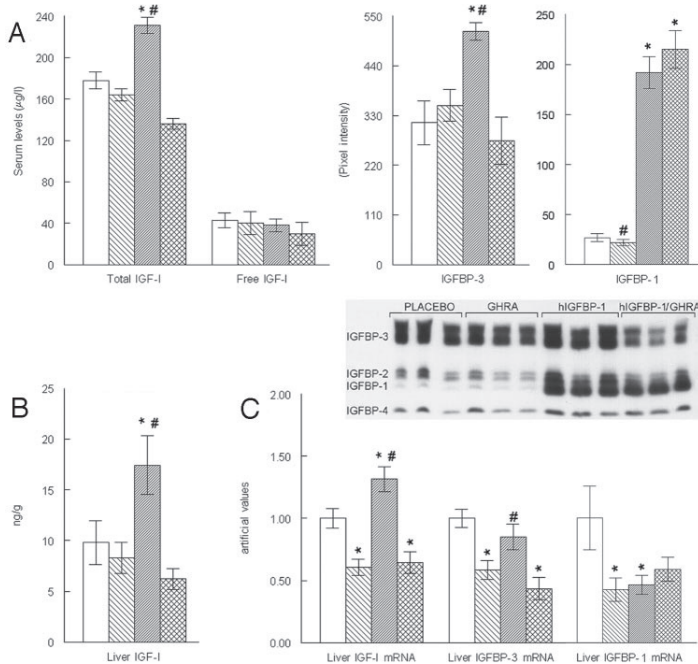 A
Serum levels (µg/l)
240
200
160
120
80
40
0
* #
Total IGF-I
Free IGF-I
(Pixel intensity)
550
440
330
220
110
0
* #
IGFBP-3
250
200
150
100
50
0
#
*
*
IGFBP-1
PLACEBO GHRA hIGFBP-1 hIGFBP-1/GHRA
IGFBP-3
IGFBP-2
IGFBP-1
IGFBP-4
B
ng/g
25
20
15
10
5
0
* #
Liver IGF-I
C
artificial values
2.00
1.50
1.00
0.50
0.00
*
* #
*
Liver IGF-I mRNA
*
#
*
Liver IGFBP-3 mRNA
*
*
Liver IGFBP-1 mRNA